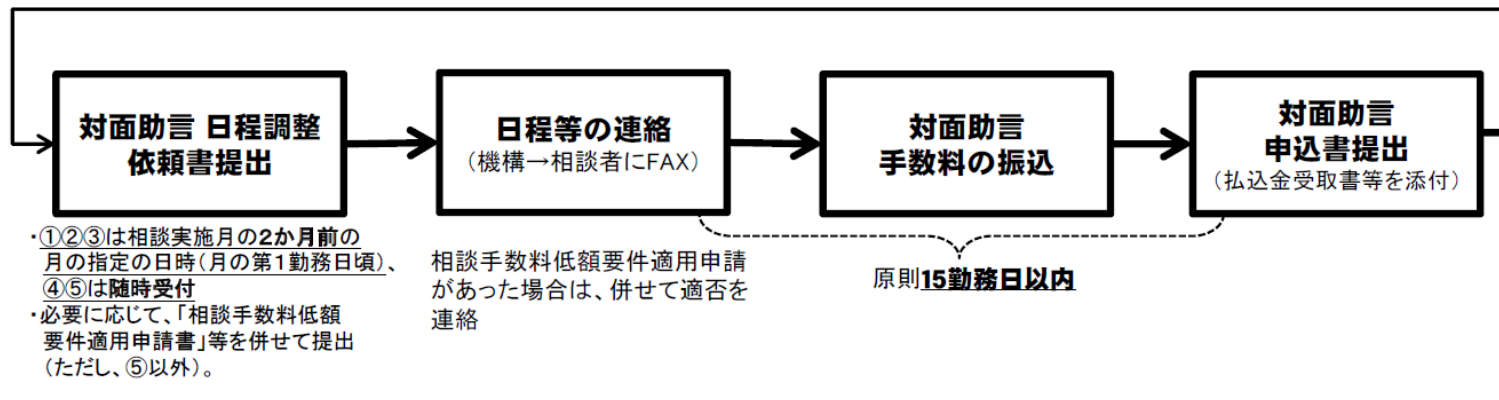 対面助言 日程調整
依頼書提出
日程等の連絡
（機構→相談者にFAX）
対面助言
手数料の振込
対面助言
申込書提出
（払込金受取書等を添付）
・①②③は相談実施月の2か月前の
月の指定の日時（月の第１勤務日頃）、
④⑤は随時受付
・必要に応じて、「相談手数料低額
要件適用申請書」等を併せて提出
（ただし、⑤以外）。
相談手数料低額要件適用申請
があった場合は、併せて適否を
連絡
原則15勤務日以内